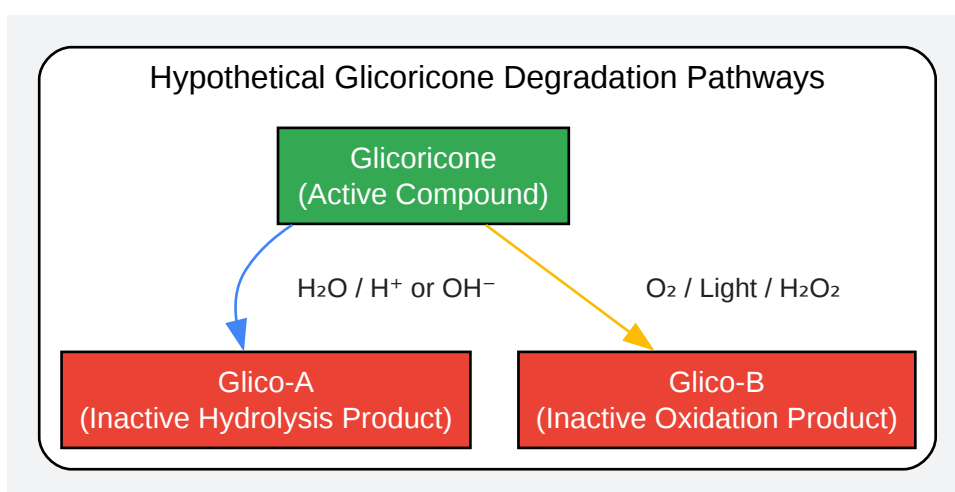 Hypothetical Glicoricone Degradation Pathways
Glicoricone
(Active Compound)
H₂O / H⁺ or OH⁻
O₂ / Light / H₂O₂
Glico-A
(Inactive Hydrolysis Product)
Glico-B
(Inactive Oxidation Product)